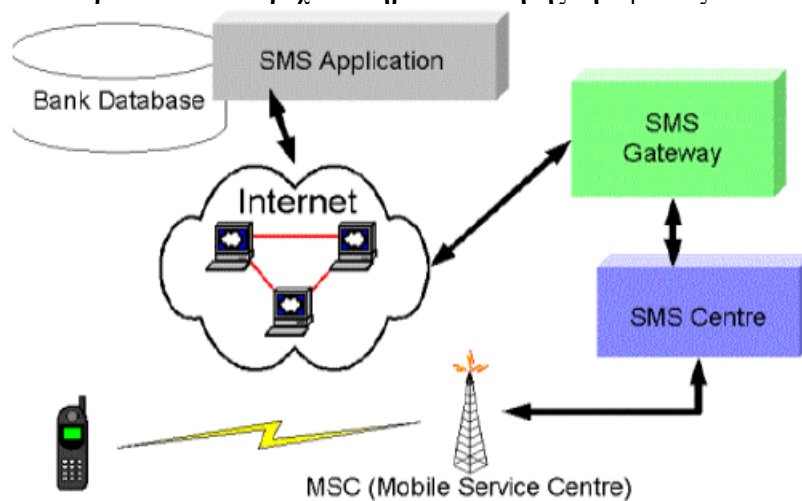 SMS Application
Bank Database
SMS
Gateway
Internet
SMS Centre
MSC (Mobile Service Centre)